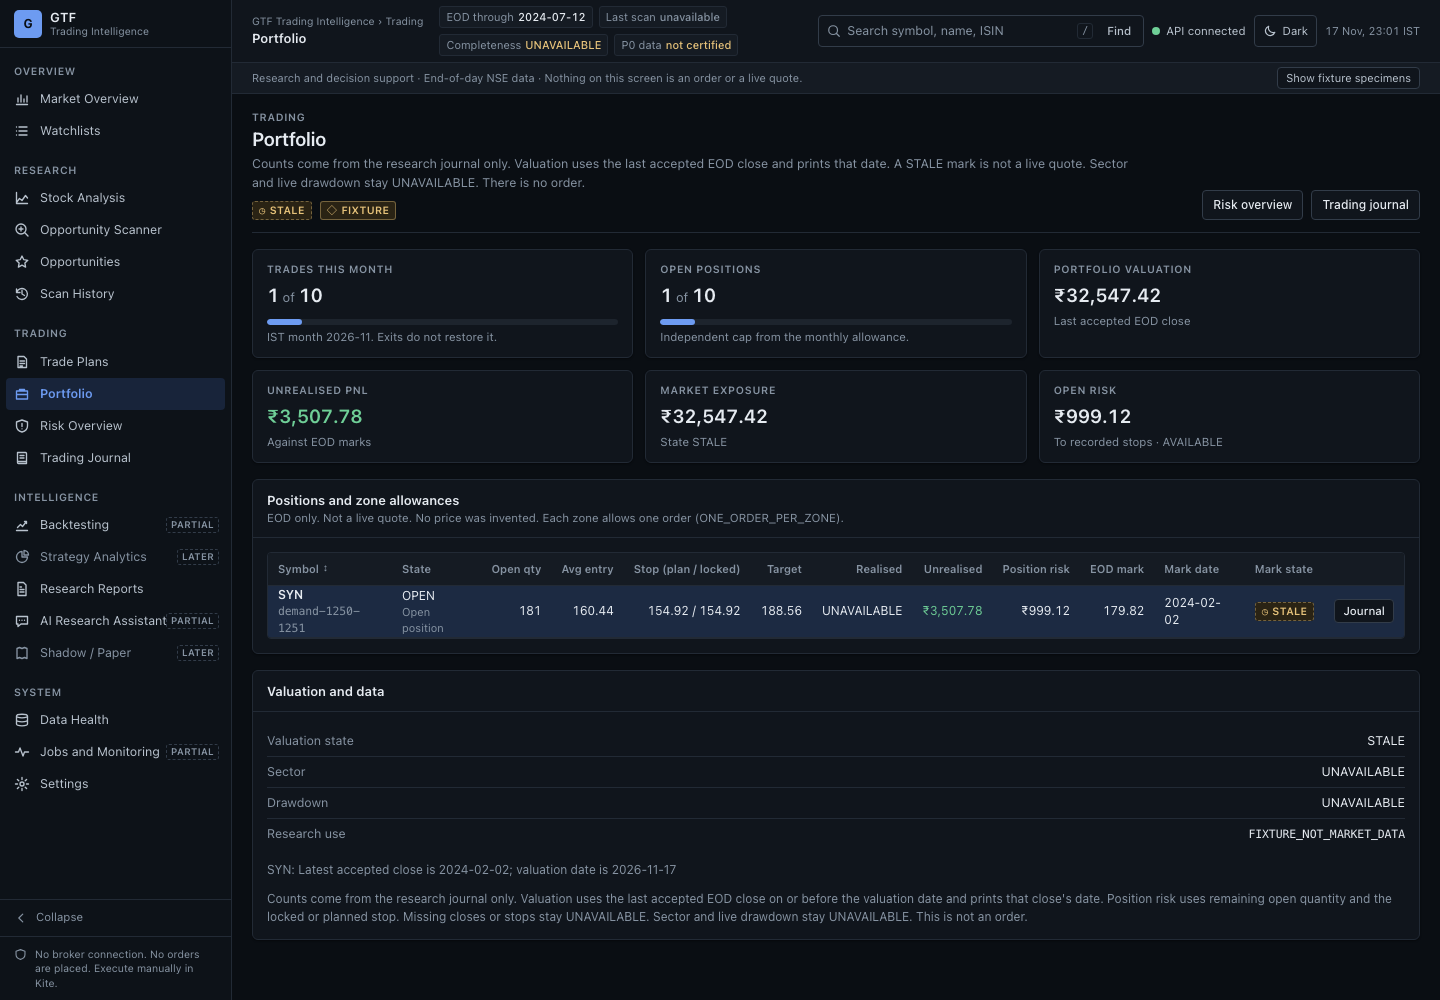 G
GTF
Trading Intelligence
OVERVIEW
Market Overview
Watchlists
RESEARCH
Stock Analysis
Opportunity Scanner
Opportunities
Scan History
TRADING
Trade Plans
Portfolio
Risk Overview
Trading Journal
INTELLIGENCE
Backtesting PARTIAL
Strategy Analytics LATER
Research Reports
AI Research Assistant PARTIAL
Shadow / Paper LATER
SYSTEM
Data Health
Jobs and Monitoring PARTIAL
Settings
Collapse
No broker connection. No orders
are placed. Execute manually in
Kite.
GTF Trading Intelligence › Trading
Portfolio
EOD through 2024-07-12
Last scan unavailable
Completeness UNAVAILABLE
P0 data not certified
Search symbol, name, ISIN / Find
API connected
Dark
17 Nov, 23:01 IST
Research and decision support · End-of-day NSE data · Nothing on this screen is an order or a live quote.
Show fixture specimens
TRADING
Portfolio
Counts come from the research journal only. Valuation uses the last accepted EOD close and prints that date. A STALE mark is not a live quote. Sector
and live drawdown stay UNAVAILABLE. There is no order.
STALE
FIXTURE
Risk overview
Trading journal
TRADES THIS MONTH
1 of 10
IST month 2026-11. Exits do not restore it.
OPEN POSITIONS
1 of 10
Independent cap from the monthly allowance.
PORTFOLIO VALUATION
₹32,547.42
Last accepted EOD close
UNREALISED PNL
₹3,507.78
Against EOD marks
MARKET EXPOSURE
₹32,547.42
State STALE
OPEN RISK
₹999.12
To recorded stops · AVAILABLE
Positions and zone allowances
EOD only. Not a live quote. No price was invented. Each zone allows one order (ONE_ORDER_PER_ZONE).
Symbol ↕ State Open qty Avg entry Stop (plan / locked) Target Realised Unrealised Position risk EOD mark Mark date Mark state
SYN
demand–1250–
1251
OPEN
Open
position
181 160.44 154.92 / 154.92 188.56 UNAVAILABLE ₹3,507.78 ₹999.12 179.82
2024-02-
02
STALE
Journal
Valuation and data
Valuation state STALE
Sector UNAVAILABLE
Drawdown UNAVAILABLE
Research use FIXTURE_NOT_MARKET_DATA
SYN: Latest accepted close is 2024-02-02; valuation date is 2026-11-17
Counts come from the research journal only. Valuation uses the last accepted EOD close on or before the valuation date and prints that close's date. Position risk uses remaining open quantity and the
locked or planned stop. Missing closes or stops stay UNAVAILABLE. Sector and live drawdown stay UNAVAILABLE. This is not an order.